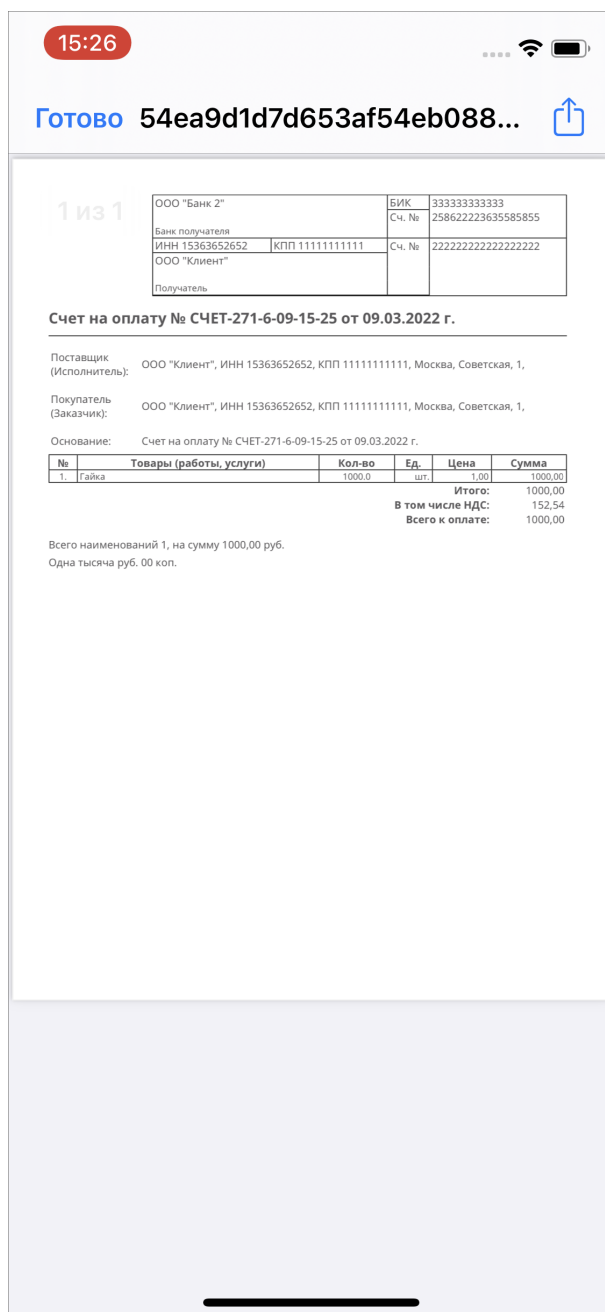 15:26
Готово 54ea9d1d7d653af54eb088...
1 из 1
ООО "Банк 2" БИК 333333333333
Сч. № 258622223635585855
Банк получателя
ИНН 15363652652 КПП 11111111111 Сч. № 222222222222222222
ООО "Клиент"
Получатель
Счет на оплату № СЧЕТ-271-6-09-15-25 от 09.03.2022 г.
Поставщик
(Исполнитель): ООО "Клиент", ИНН 15363652652, КПП 11111111111, Москва, Советская, 1,
Покупатель
(Заказчик): ООО "Клиент", ИНН 15363652652, КПП 11111111111, Москва, Советская, 1,
Основание: Счет на оплату № СЧЕТ-271-6-09-15-25 от 09.03.2022 г.
№ Товары (работы, услуги) Кол-во Ед. Цена Сумма
1. Гайка 1000.0 шт. 1,00 1000,00
Итого: 1000,00
В том числе НДС: 152,54
Всего к оплате: 1000,00
Всего наименований 1, на сумму 1000,00 руб.
Одна тысяча руб. 00 коп.